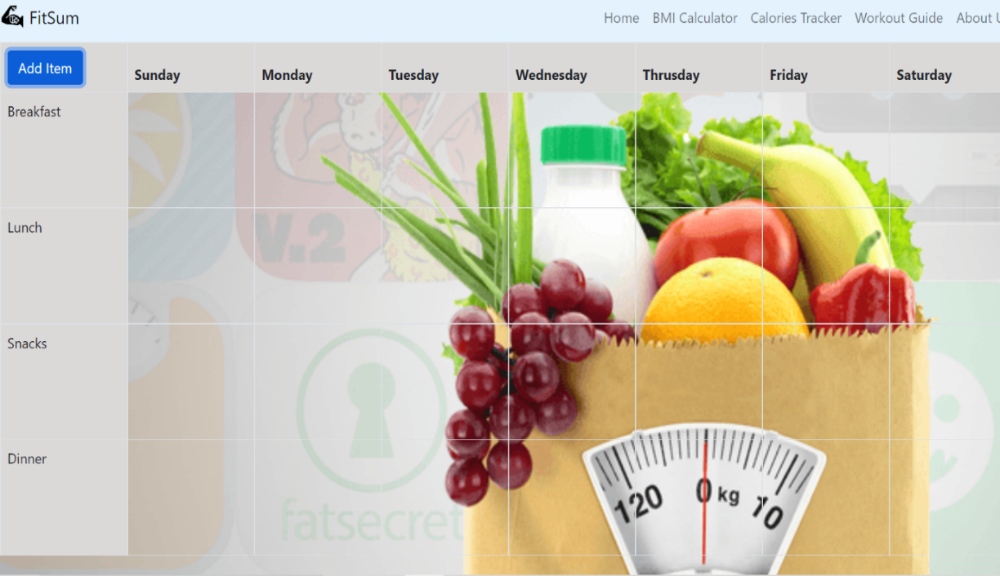 FitSum
Home BMI Calculator Calories Tracker Workout Guide About U
Add Item Sunday Monday Tuesday Wednesday Thrusday Friday Saturday
Breakfast
Lunch
V.2
Snacks
Dinner
120 0 kg 10
fatsecret